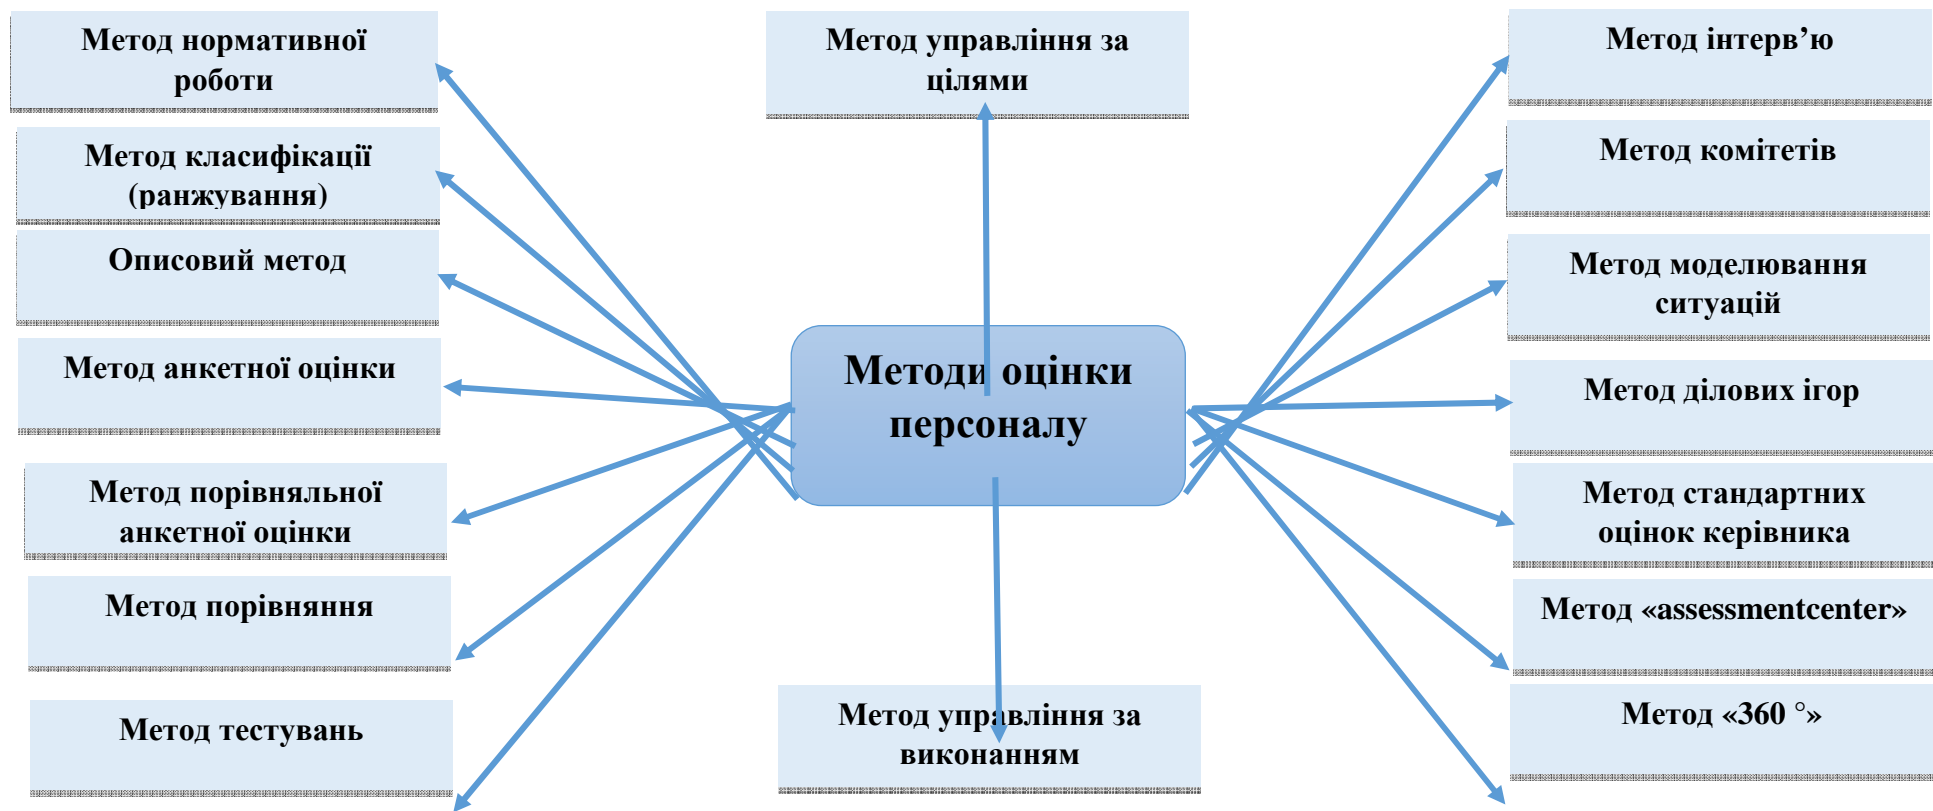 Метод нормативної
роботи
Метод класифікації
(ранжування)
Описовий метод
Метод анкетної оцінки
Метод порівняльної
анкетної оцінки
Метод порівняння
Метод тестувань
Метод управління за
цілями
Методи оцінки
персоналу
Метод управління за
виконанням
Метод інтерв’ю
Метод комітетів
Метод моделювання
ситуацій
Метод ділових ігор
Метод стандартних
оцінок керівника
Метод «assessmentcenter»
Метод «360 °»